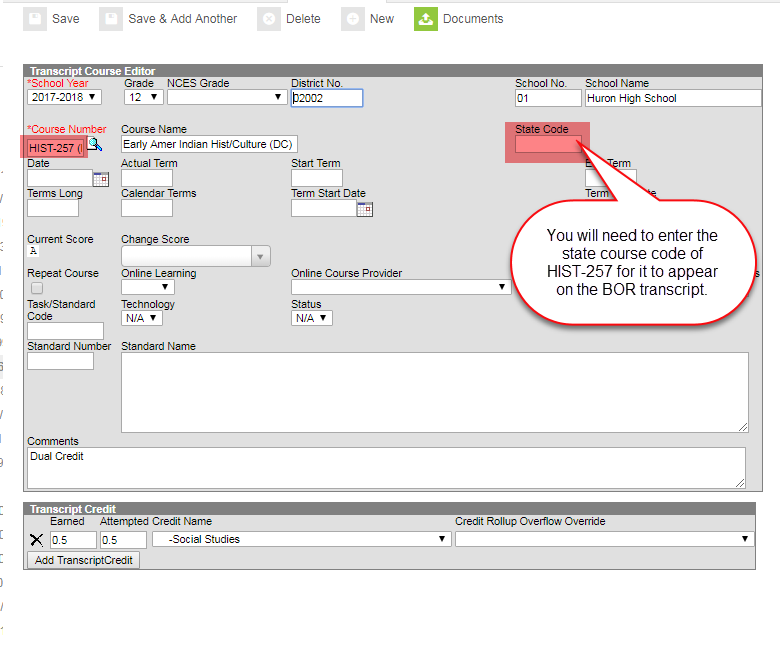 Save Save & Add Another Delete New Documents
Transcript Course Editor
*School Year Grade NCES Grade District No. School No. School Name
2017-2018 12 02002 01 Huron High School
*Course Number Course Name State Code
HIST-257 ( Early Amer Indian Hist/Culture (DC)
Date Actual Term Start Term Term
Terms Long Calendar Terms Term Start Date Term
You will need to enter the
state course code of
HIST-257 for it to appear
on the BOR transcript.
Current Score Change Score
A
Repeat Course Online Learning Online Course Provider
Task/Standard Technology Status
Code N/A N/A
Standard Number Standard Name
Comments
Dual Credit
Transcript Credit
Earned Attempted Credit Name Credit Rollup Overflow Override
0.5 0.5 -Social Studies
Add TranscriptCredit